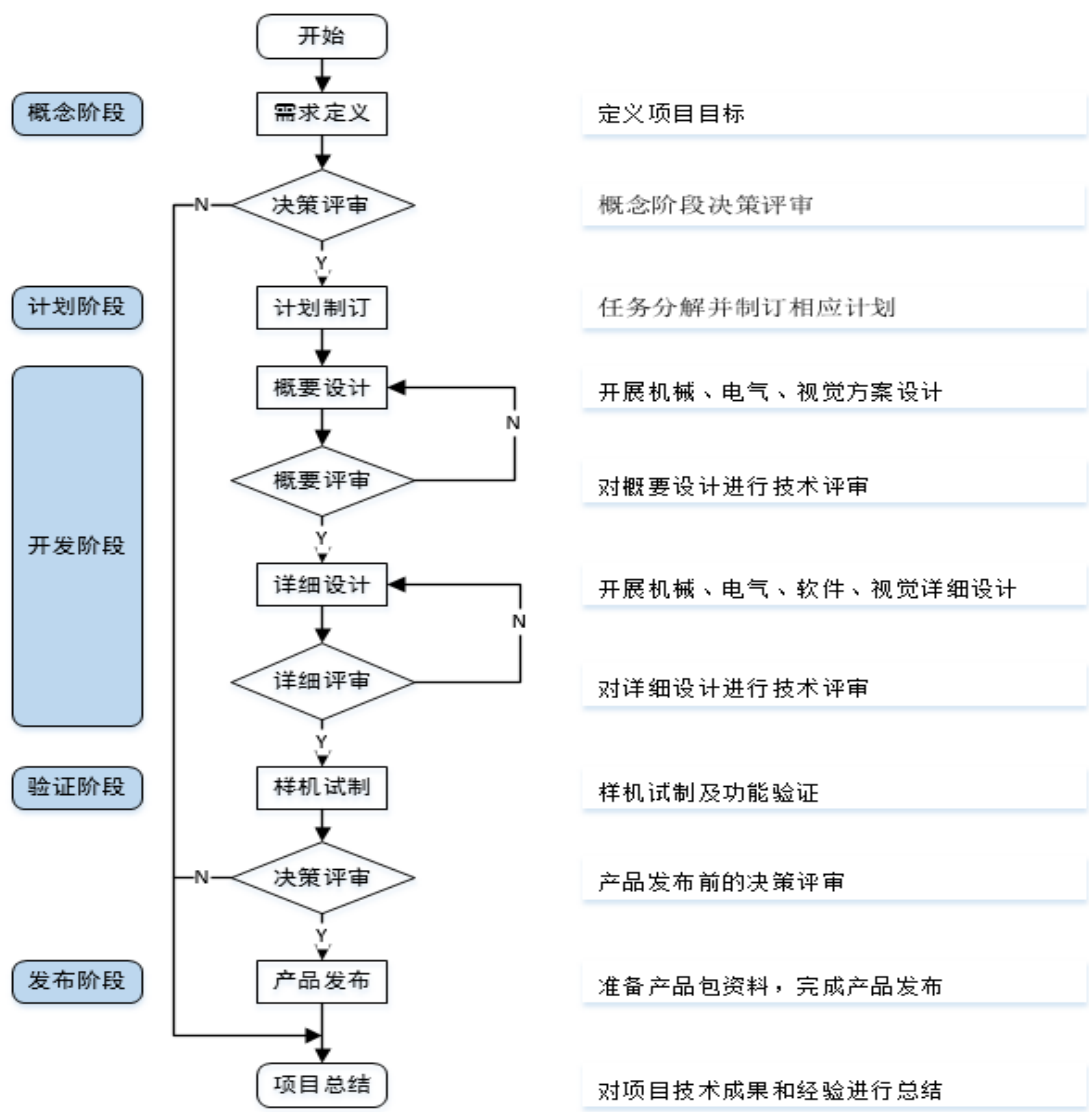 开始
概念阶段
需求定义
定义项目目标
N
决策评审
概念阶段决策评审
Y
计划阶段
计划制订
任务分解并制订相应计划
概要设计
开展机械、电气、视觉方案设计
N
概要评审
对概要设计进行技术评审
Y
开发阶段
详细设计
开展机械、电气、软件、视觉详细设计
N
详细评审
对详细设计进行技术评审
Y
验证阶段
样机试制
样机试制及功能验证
N
决策评审
产品发布前的决策评审
Y
发布阶段
产品发布
准备产品包资料，完成产品发布
项目总结
对项目技术成果和经验进行总结